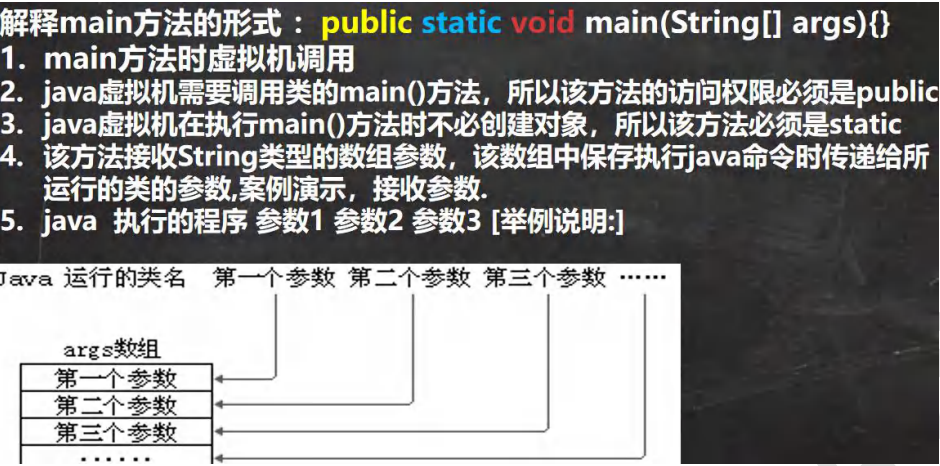 解释main方法的形式 ：public static void main(String[] args){}
1. main方法时虚拟机调用
2. java虚拟机需要调用类的main()方法，所以该方法的访问权限必须是public
3. java虚拟机在执行main()方法时不必创建对象，所以该方法必须是static
4. 该方法接收String类型的数组参数，该数组中保存执行java命令时传递给所
运行的类的参数,案例演示，接收参数.
5. java 执行的程序 参数1 参数2 参数3 [举例说明:]
Java 运行的类名 第一个参数 第二个参数 第三个参数 ……
args数组
第一个参数
第二个参数
第三个参数
……